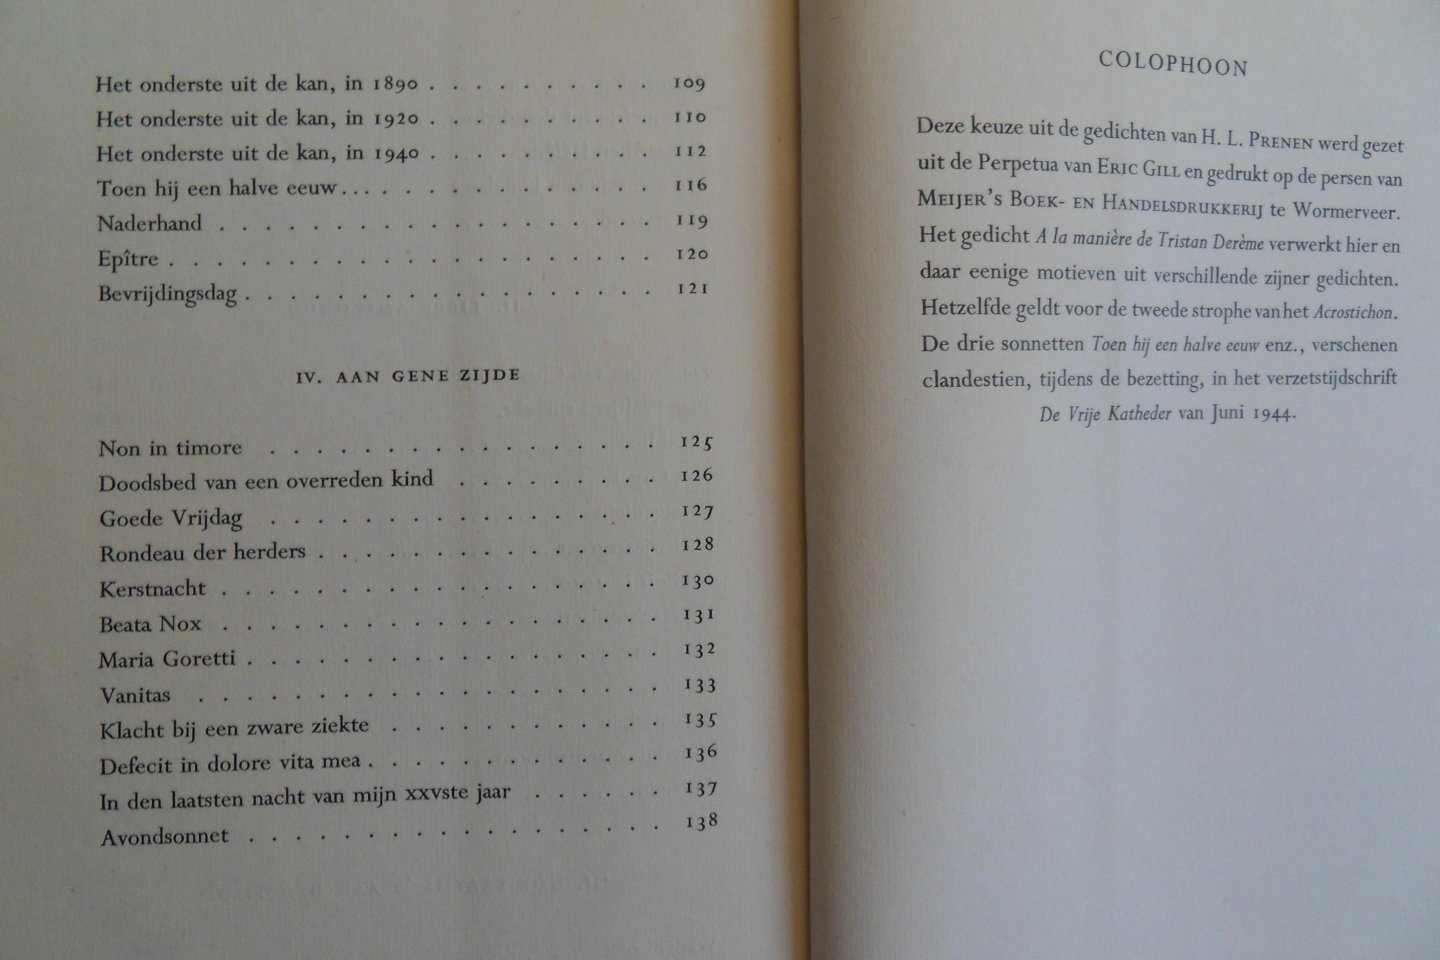 Het onderste uit de kan, in 1890 . . . . . . . . . . 109
Het onderste uit de kan, in 1920 . . . . . . . . . . 110
Het onderste uit de kan, in 1940 . . . . . . . . . . 112
Toen hij een halve eeuw... . . . . . . . . . . . . 116
Naderhand . . . . . . . . . . . . . . . . . . . 119
Epître . . . . . . . . . . . . . . . . . . . . . 120
Bevrijdingsdag . . . . . . . . . . . . . . . . . . 121
IV. AAN GENE ZIJDE
Non in timore . . . . . . . . . . . . . . . . . 125
Doodsbed van een overreden kind . . . . . . . . . 126
Goede Vrijdag . . . . . . . . . . . . . . . . . 127
Rondeau der herders . . . . . . . . . . . . . . . 128
Kerstnacht . . . . . . . . . . . . . . . . . . . 130
Beata Nox . . . . . . . . . . . . . . . . . . . 131
Maria Goretti . . . . . . . . . . . . . . . . . . 132
Vanitas . . . . . . . . . . . . . . . . . . . . 133
Klacht bij een zware ziekte . . . . . . . . . . . . 135
Defecit in dolore vita mea . . . . . . . . . . . . . 136
In den laatsten nacht van mijn XXVste jaar . . . . . . 137
Avondsonnet . . . . . . . . . . . . . . . . . . 138
COLOPHOON
Deze keuze uit de gedichten van H. L. PRENEN werd gezet
uit de Perpetua van ERIC GILL en gedrukt op de persen van
MEIJER'S BOEK- EN HANDELSDRUKKERIJ te Wormerveer.
Het gedicht A la manière de Tristan Derème verwerkt hier en
daar eenige motieven uit verschillende zijner gedichten.
Hetzelfde geldt voor de tweede strophe van het Acrostichon.
De drie sonnetten Toen hij een halve eeuw enz., verschenen
clandestien, tijdens de bezetting, in het verzetstijdschrift
De Vrije Katheder van Juni 1944.